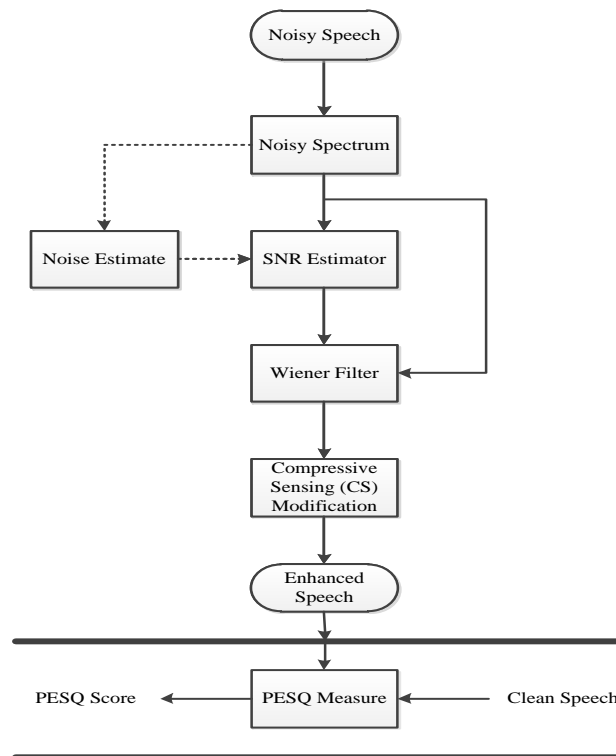 Noisy Speech
Noisy Spectrum
Noise Estimate
SNR Estimator
Wiener Filter
Compressive
Sensing (CS)
Modification
Enhanced
Speech
PESQ Score
PESQ Measure
Clean Speech